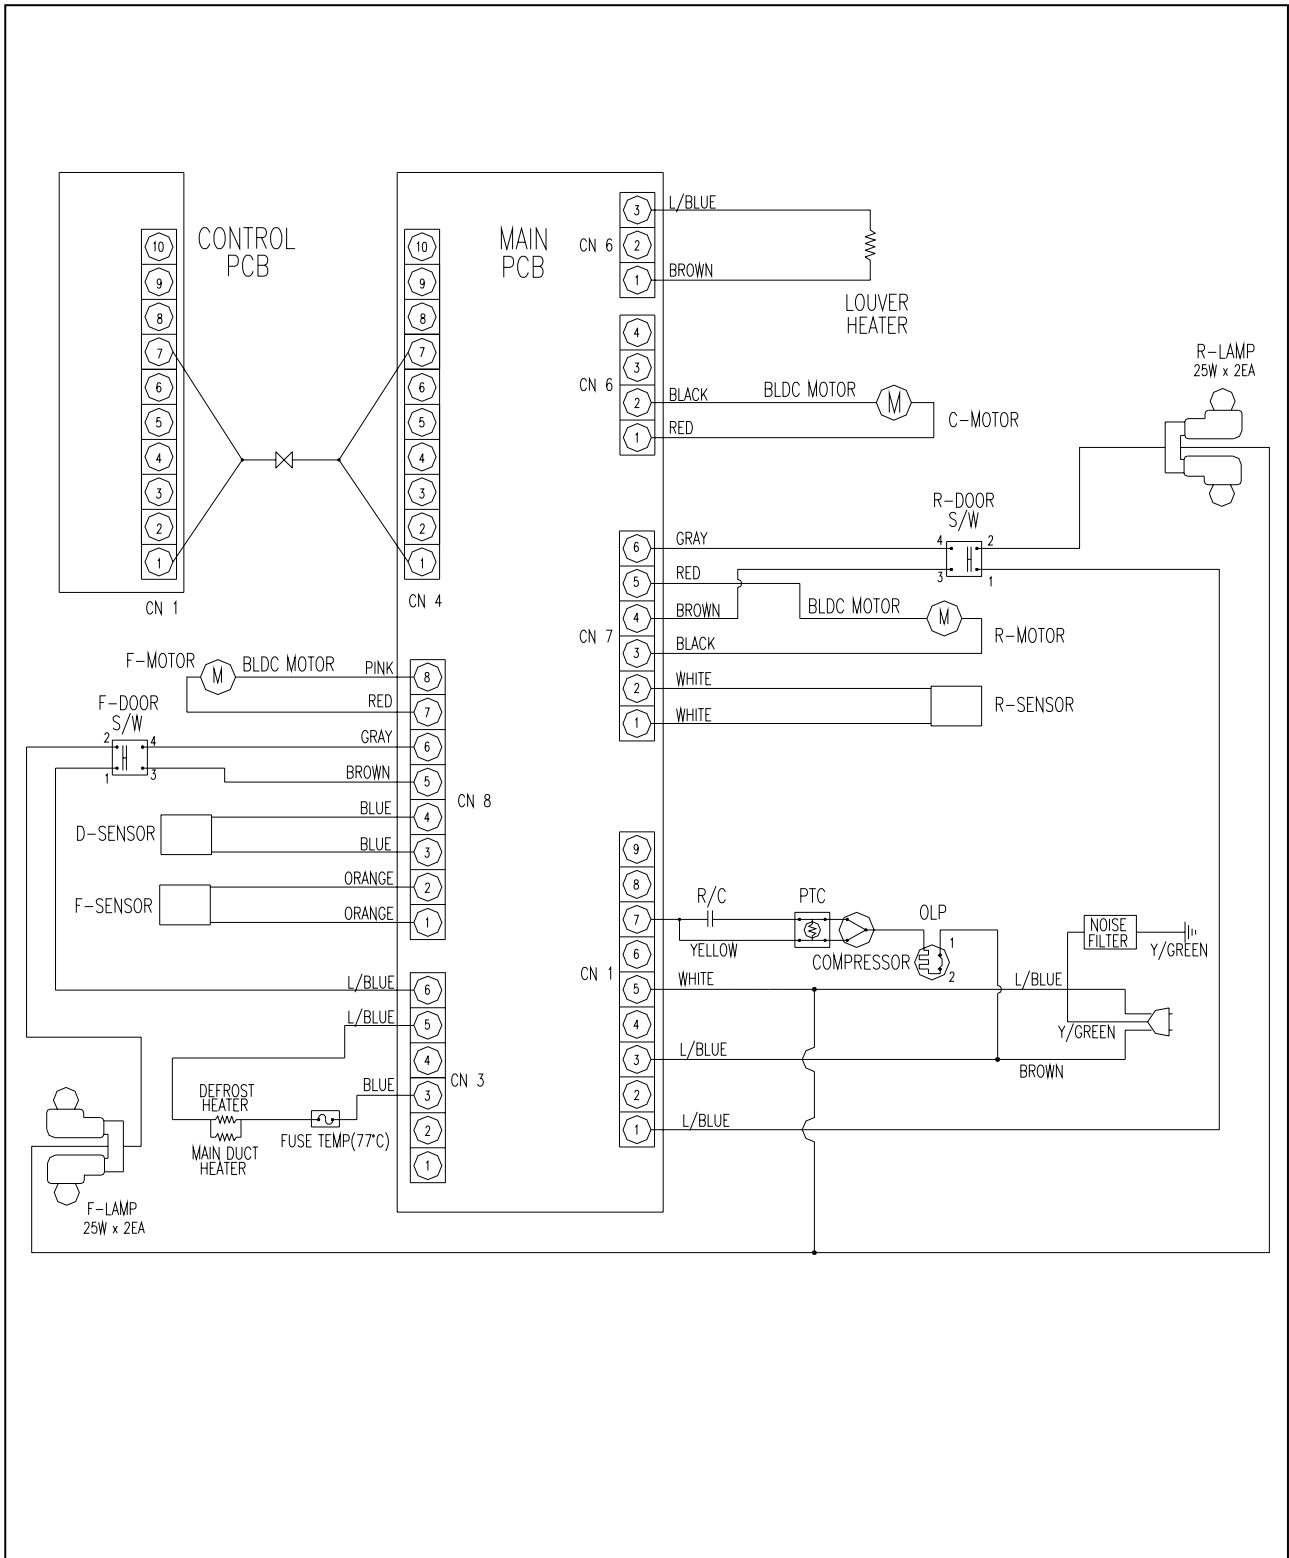 CONTROL
PCB
10
9
8
7
6
5
4
3
2
1
CN 1
MAIN
PCB
10
9
8
7
6
5
4
3
2
1
CN 4
3
2
1
CN 6
L/BLUE
BROWN
LOUVER
HEATER
4
3
2
1
CN 6
BLACK
RED
BLDC MOTOR
M
C-MOTOR
R-LAMP
25W x 2EA
R-DOOR
S/W
4
2
3
1
6
5
4
3
2
1
CN 7
GRAY
RED
BROWN
BLACK
WHITE
WHITE
BLDC MOTOR
M
R-MOTOR
R-SENSOR
F-MOTOR
M
BLDC MOTOR
PINK
RED
GRAY
BROWN
BLUE
BLUE
ORANGE
ORANGE
8
7
6
5
4
3
2
1
CN 8
F-DOOR
S/W
2
4
1
3
D-SENSOR
F-SENSOR
9
8
7
6
5
4
3
2
1
CN 1
R/C
PTC
YELLOW
COMPRESSOR
OLP
1
2
NOISE
FILTER
Y/GREEN
WHITE
L/BLUE
Y/GREEN
L/BLUE
BROWN
L/BLUE
L/BLUE
L/BLUE
BLUE
6
5
4
3
2
1
CN 3
DEFROST
HEATER
MAIN DUCT
HEATER
FUSE TEMP(77°C)
F-LAMP
25W x 2EA